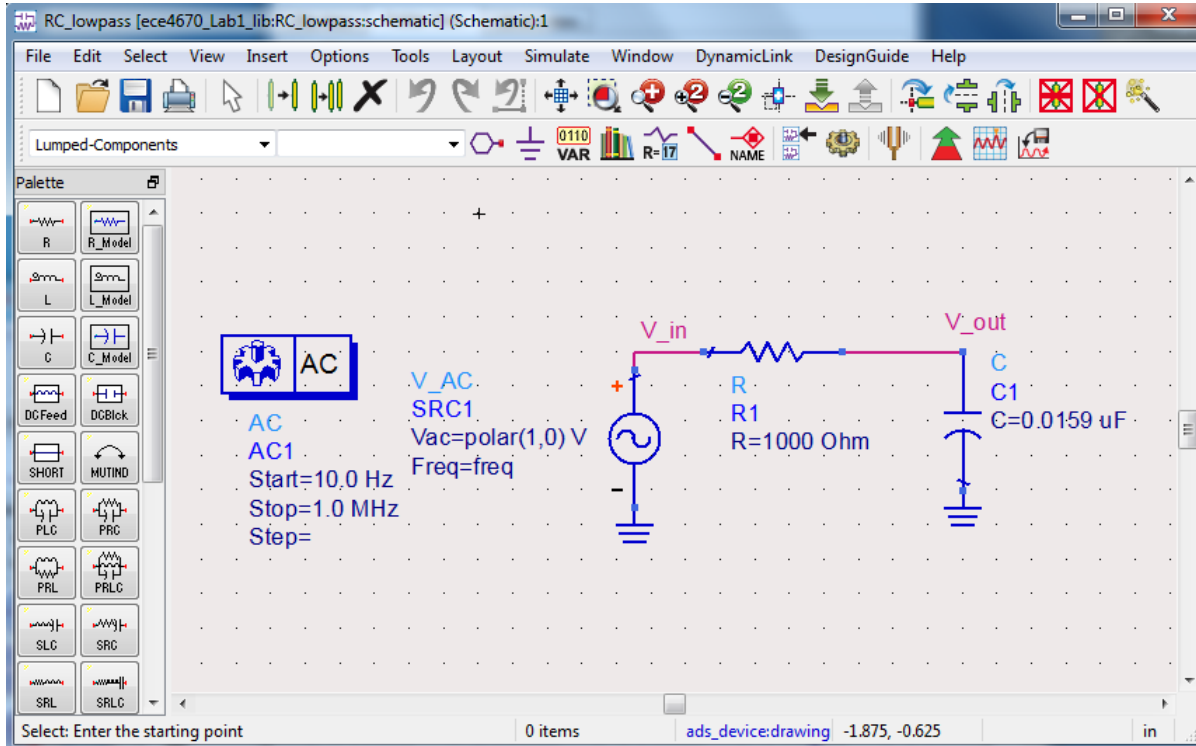 RC_lowpass [ece4670_Lab1_lib:RC_lowpass:schematic] (Schematic):1
File Edit Select View Insert Options Tools Layout Simulate Window DynamicLink DesignGuide Help
Lumped-Components
0110
VAR
R=17
NAME
Palette
R R_Model
L L_Model
C C_Model
DCFeed DCBlck
SHORT MUTIND
PLC PRC
PRL PRLC
SLC SRC
SRL SRLC
AC
AC
AC1
Start=10.0 Hz
Stop=1.0 MHz
Step=
V_AC
SRC1
Vac=polar(1,0) V
Freq=freq
V_in
+
-
R
R1
R=1000 Ohm
V_out
C
C1
C=0.0159 uF
Select: Enter the starting point 0 items ads_device:drawing -1.875, -0.625 in